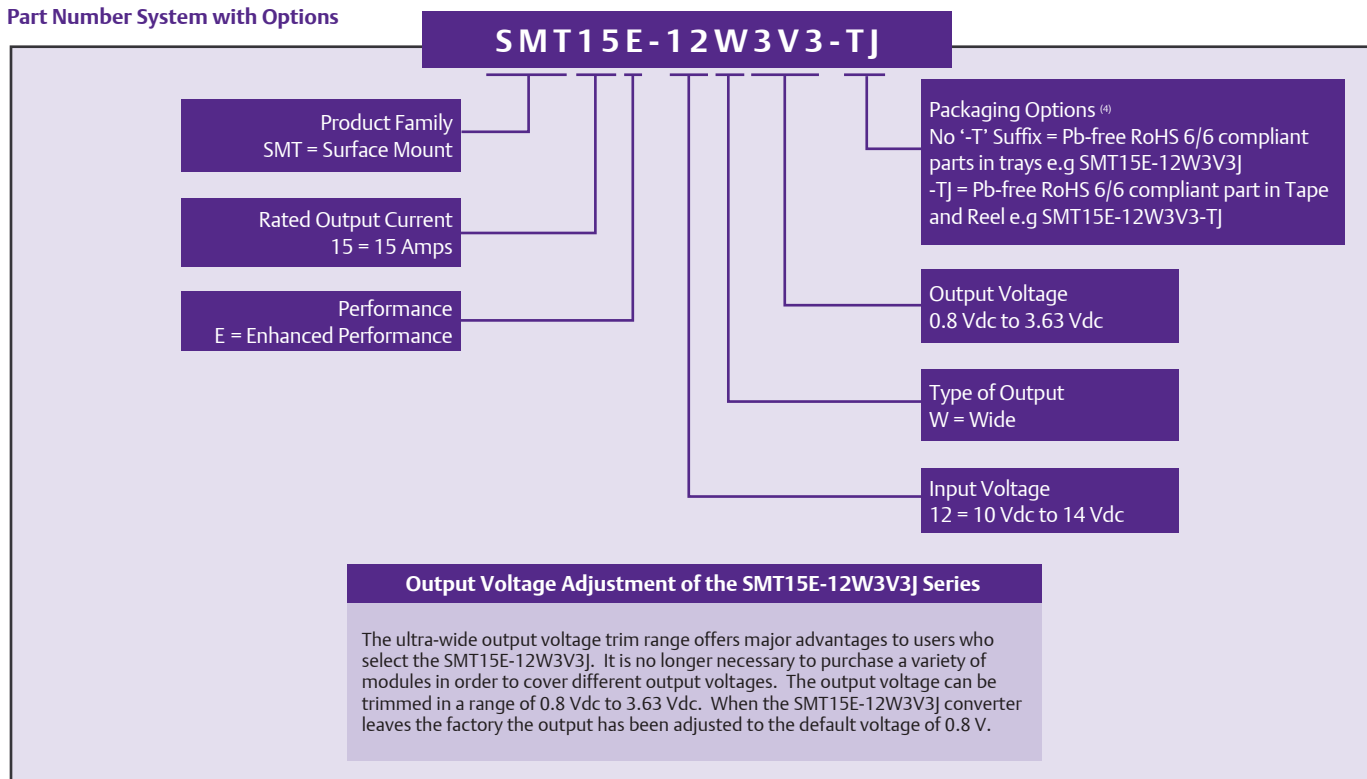 Part Number System with Options
SMT15E-12W3V3-TJ
Product Family
SMT = Surface Mount
Rated Output Current
15 = 15 Amps
Performance
E = Enhanced Performance
Packaging Options (4)
No ‘-T’ Suffix = Pb-free RoHS 6/6 compliant
parts in trays e.g SMT15E-12W3V3J
-TJ = Pb-free RoHS 6/6 compliant part in Tape
and Reel e.g SMT15E-12W3V3-TJ
Output Voltage
0.8 Vdc to 3.63 Vdc
Type of Output
W = Wide
Input Voltage
12 = 10 Vdc to 14 Vdc
Output Voltage Adjustment of the SMT15E-12W3V3J Series
The ultra-wide output voltage trim range offers major advantages to users who
select the SMT15E-12W3V3J.  It is no longer necessary to purchase a variety of
modules in order to cover different output voltages.  The output voltage can be
trimmed in a range of 0.8 Vdc to 3.63 Vdc.  When the SMT15E-12W3V3J converter
leaves the factory the output has been adjusted to the default voltage of 0.8 V.